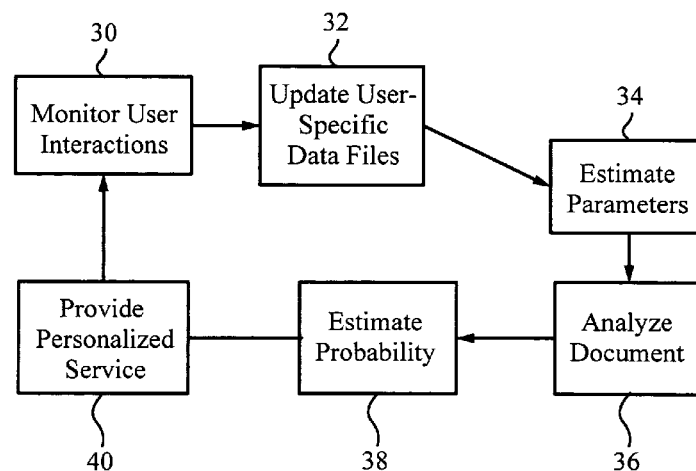 30
32
34
Monitor User
Interactions
Update User-
Specific
Data Files
Estimate
Parameters
Provide
Personalized
Service
Estimate
Probability
Analyze
Document
40
38
36